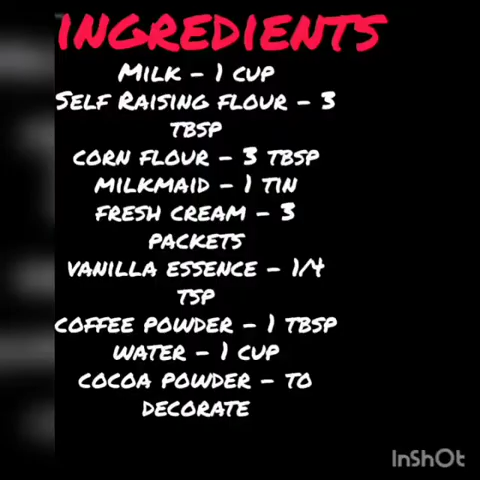 INGREDIENTS
MILK - 1 CUP
SELF RAISING FLOUR - 3
TBSP
CORN FLOUR - 3 TBSP
MILKMAID - 1 TIN
FRESH CREAM - 3
PACKETS
VANILLA ESSENCE - 1/4
TSP
COFFEE POWDER - 1 TBSP
WATER - 1 CUP
COCOA POWDER - TO
DECORATE
InShOt